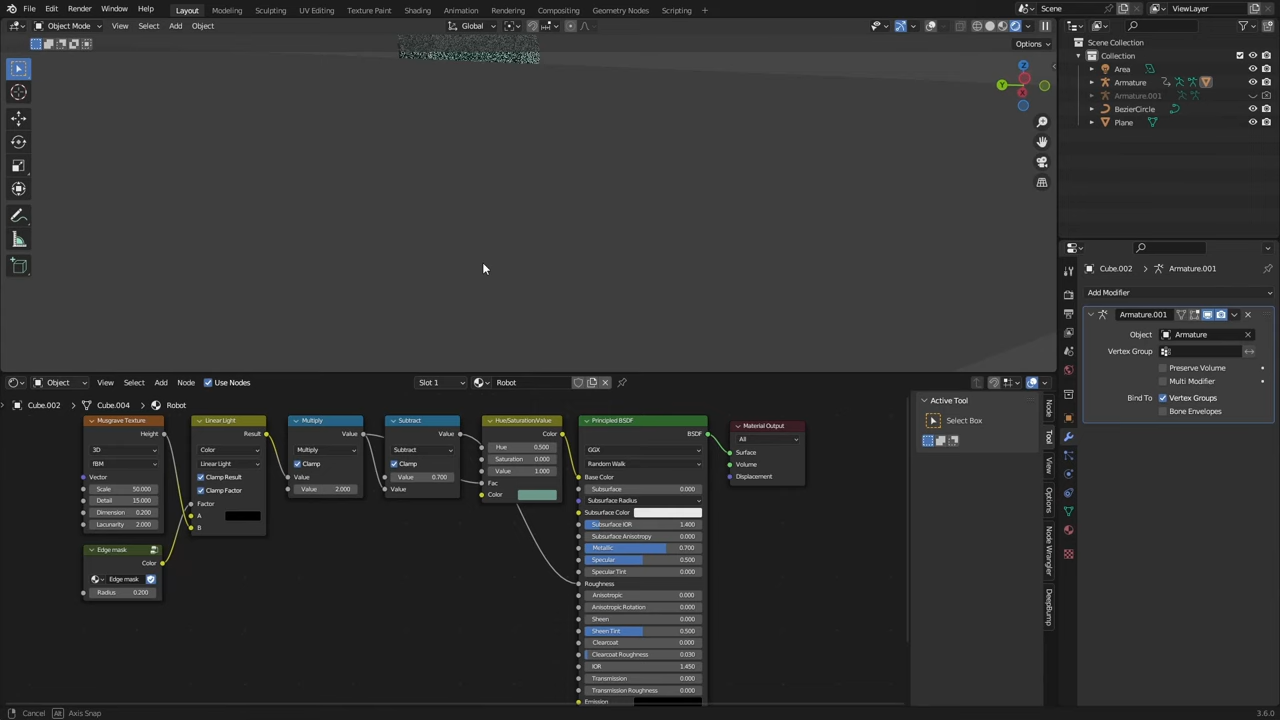 File Edit Render Window Help Layout Modeling Sculpting UV Editing Texture Paint Shading Animation Rendering Compositing Geometry Nodes Scripting + Scene ViewLayer
Object Mode View Select Add Object Global
Options
Z
Y
X
Scene Collection
Collection
Area
Armature
Armature.001
BezierCircle
Plane
Cube.002 Armature.001
Add Modifier
Armature.001
Object Armature
Vertex Group
Preserve Volume
Multi Modifier
Bind To Vertex Groups
Bone Envelopes
Object View Select Add Node Use Nodes Slot 1 Robot
Cube.002 Cube.004 Robot
Musgrave Texture
Height
3D
fBM
Vector
Scale 50.000
Detail 15.000
Dimension 0.200
Lacunarity 2.000
Edge mask
Color
Edge mask
Radius 0.200
Linear Light
Result
Color
Linear Light
Clamp Result
Clamp Factor
Factor
A
B
Multiply
Value
Multiply
Clamp
Value
Value 2.000
Subtract
Value
Subtract
Clamp
Value 0.700
Value
Hue/Saturation/Value
Color
Hue 0.500
Saturation 0.000
Value 1.000
Fac
Color
Principled BSDF
BSDF
GGX
Random Walk
Base Color
Subsurface 0.000
Subsurface Radius
Subsurface Color
Subsurface IOR 1.400
Subsurface Anisotropy 0.000
Metallic 0.700
Specular 0.500
Specular Tint 0.000
Roughness
Anisotropic 0.000
Anisotropic Rotation 0.000
Sheen 0.000
Sheen Tint 0.500
Clearcoat 0.000
Clearcoat Roughness 0.030
IOR 1.450
Transmission 0.000
Transmission Roughness 0.000
Emission
Material Output
All
Surface
Volume
Displacement
Active Tool
Select Box
Node
Tool
View
Options
Node Wrangler
DeepBump
Cancel Alt Axis Snap 3.6.0